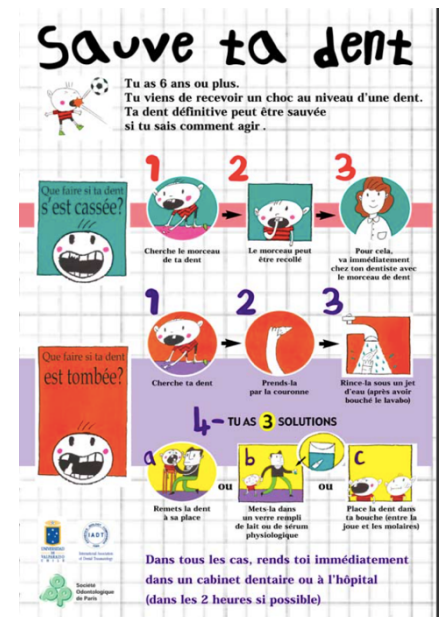 Sauve ta dent
Tu as 6 ans ou plus.
Tu viens de recevoir un choc au niveau d'une dent.
Ta dent définitive peut être sauvée
si tu sais comment agir .
Que faire si ta dent
s'est cassée?
1
2
3
Cherche le morceau
de ta dent
Le morceau peut
être recollé
Pour cela,
va immédiatement
chez ton dentiste avec
le morceau de dent
Que faire si ta dent
est tombée?
1
2
3
Cherche ta dent
Prends-la
par la couronne
Rince-la sous un jet
d'eau (après avoir
bouché le lavabo)
4- TU AS 3 SOLUTIONS
a
b
c
Remets la dent
à sa place
ou
Mets-la dans
un verre rempli
de lait ou de sérum
physiologique
ou
Place la dent dans
ta bouche (entre la
joue et les molaires)
IADT
Societe
Odontologique
de Paris
Dans tous les cas, rends toi immédiatement
dans un cabinet dentaire ou à l'hôpital
(dans les 2 heures si possible)